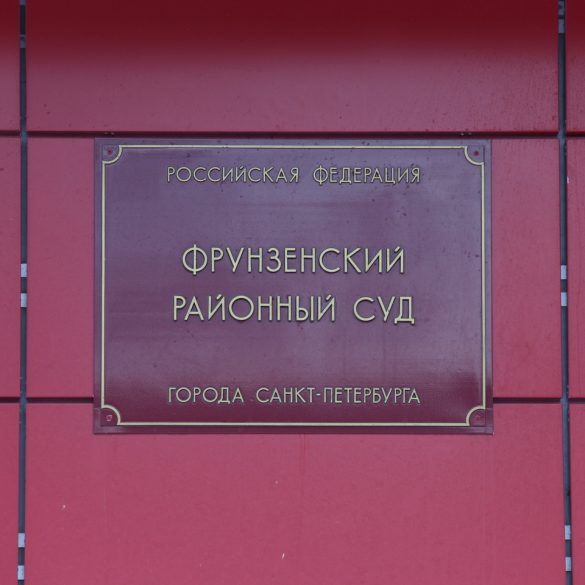 РОССИЙСКАЯ ФЕДЕРАЦИЯ
ФРУНЗЕНСКИЙ
РАЙОННЫЙ СУД
ГОРОДА САНКТ-ПЕТЕРБУРГА